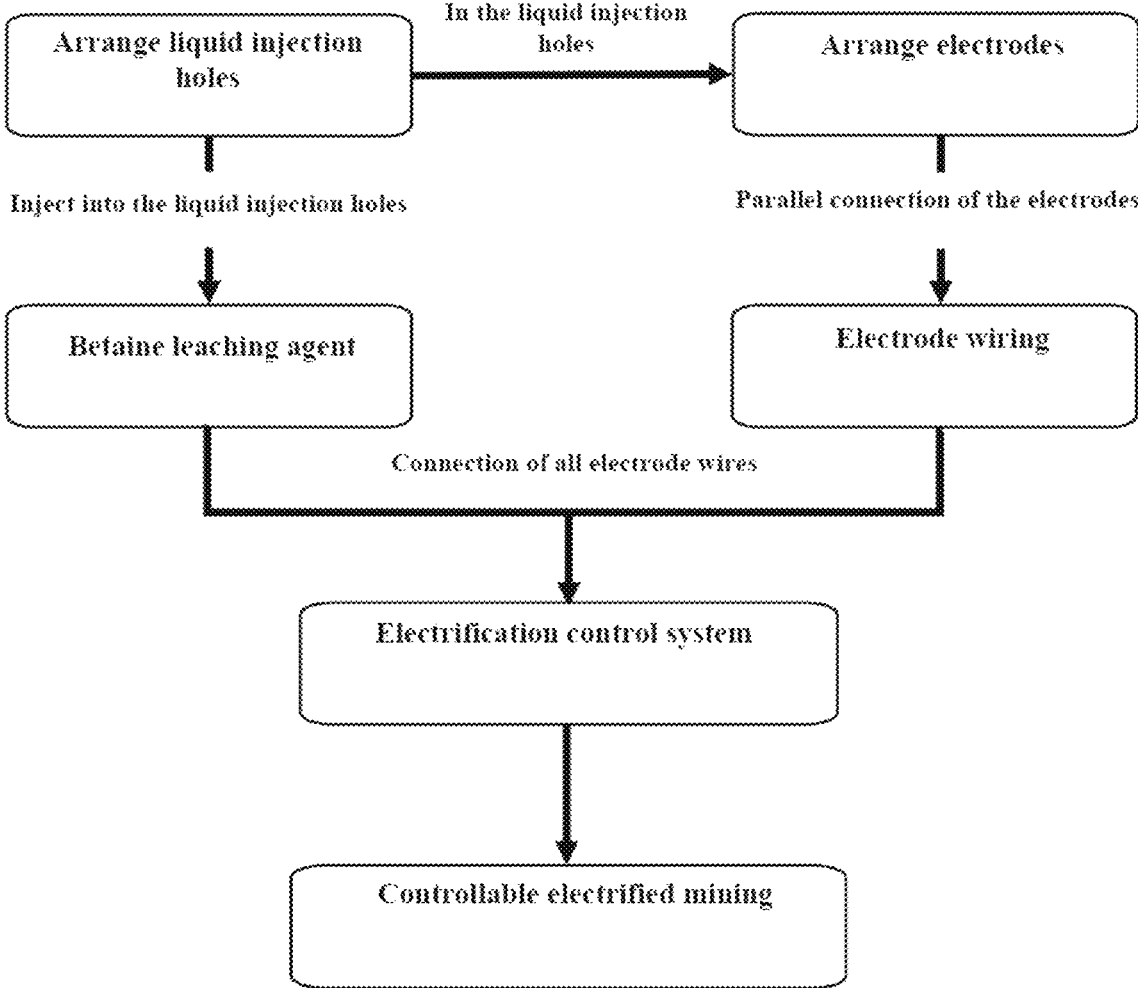 In the liquid injection
holes
Arrange liquid injection
holes
Arrange electrodes
Inject into the liquid injection holes
Parallel connection of the electrodes
Betaine leaching agent
Electrode wiring
Connection of all electrode wires
Electrification control system
Controllable electrified mining